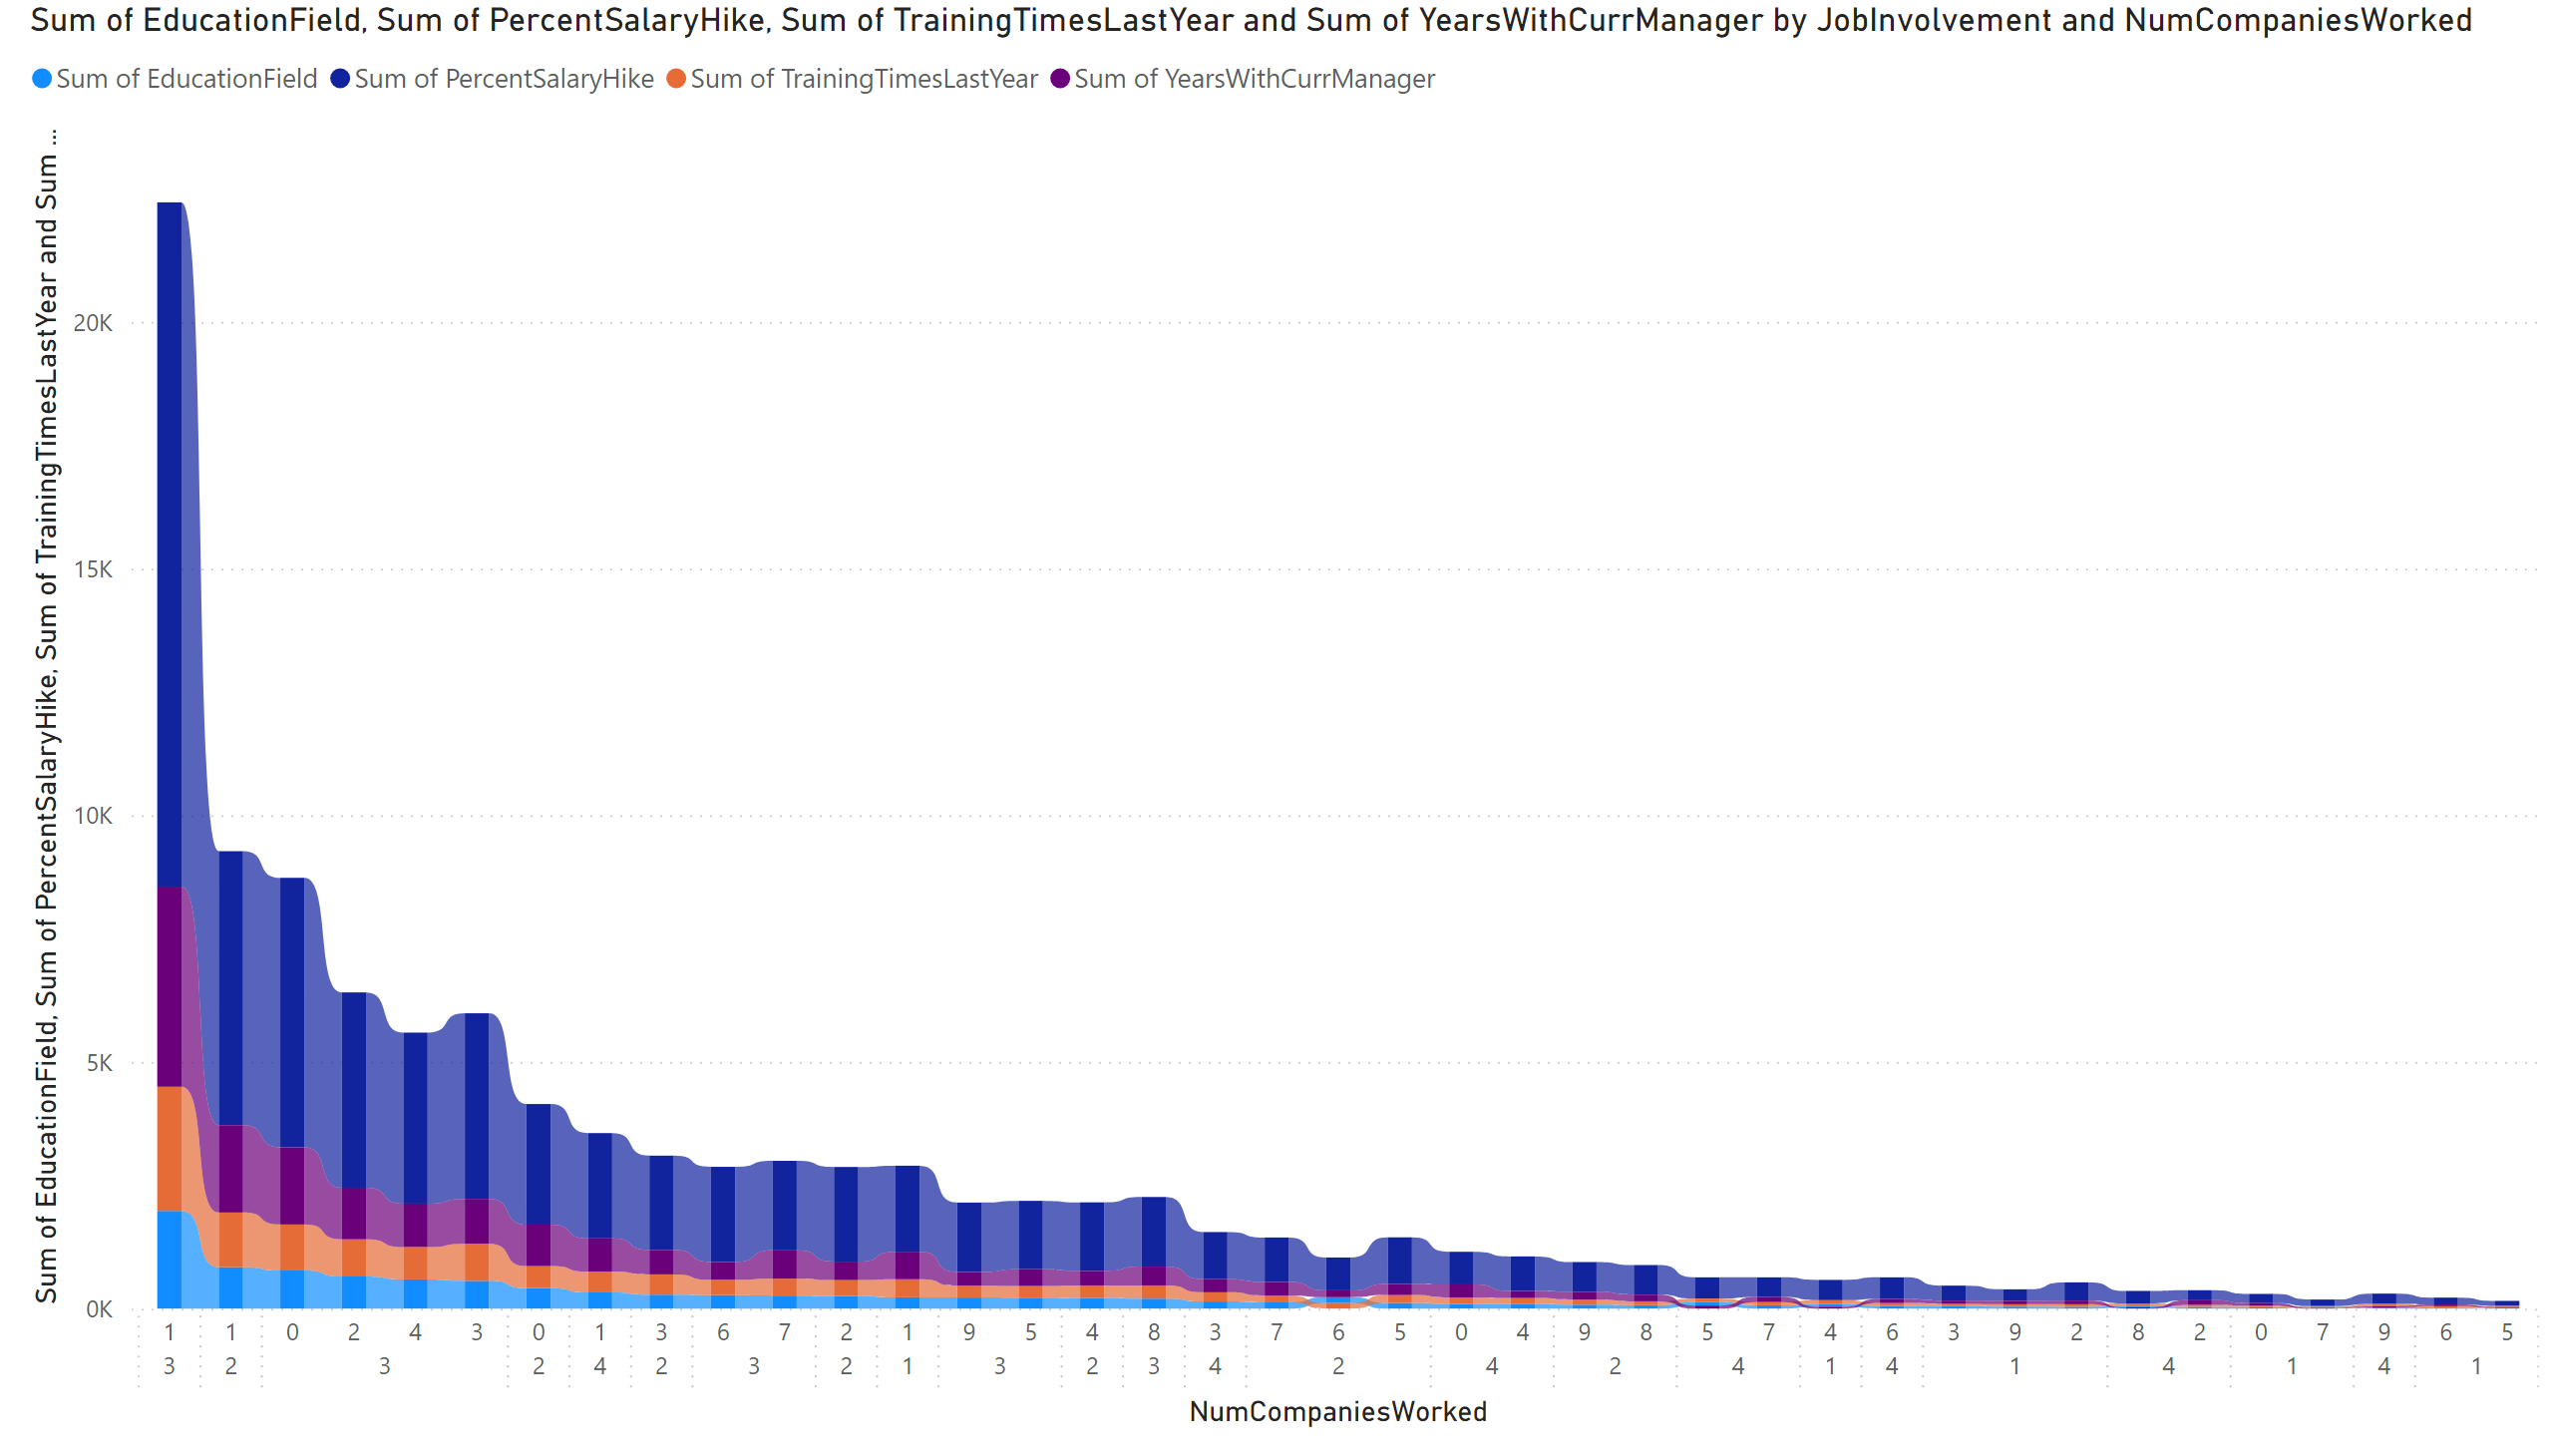 Sum of EducationField, Sum of PercentSalaryHike, Sum of TrainingTimesLastYear and Sum of YearsWithCurrManager by JobInvolvement and NumCompaniesWorked
Sum of EducationField Sum of PercentSalaryHike Sum of TrainingTimesLastYear Sum of YearsWithCurrManager
Sum of EducationField, Sum of PercentSalaryHike, Sum of TrainingTimesLastYear and Sum ...
20K
15K
10K
5K
0K
1 1 0 2 4 3 0 1 3 6 7 2 1 9 5 4 8 3 7 6 5 0 4 9 8 5 7 4 6 3 9 2 8 2 0 7 9 6 5
3 2 3 2 4 2 3 2 1 3 2 3 4 2 4 2 4 1 4 1 4 1 4 1
NumCompaniesWorked